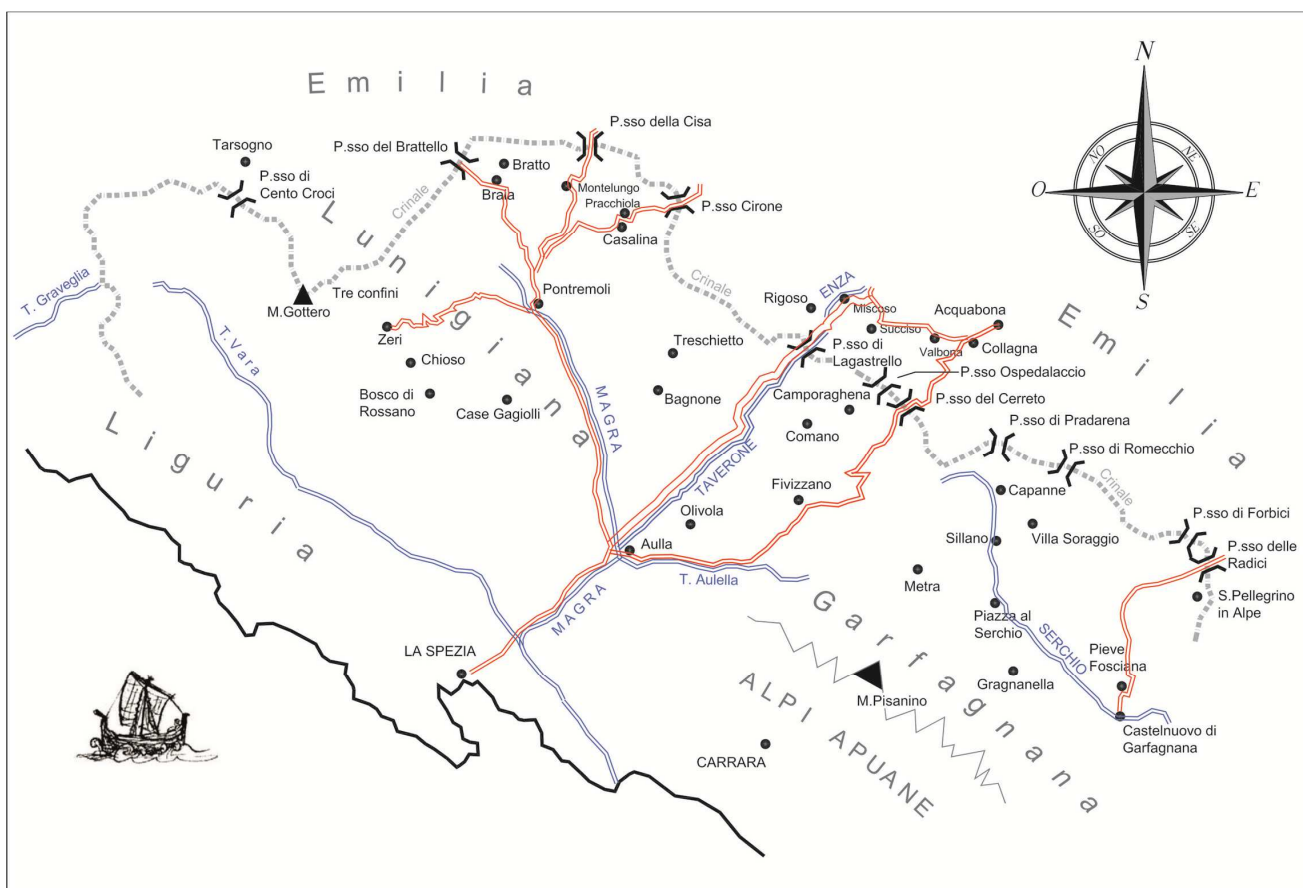 Emilia
N
P.sso della Cisa
P.sso del Brattello
Tarsogno
Bratto
NO
NE
P.sso di
Cento Croci
Braia
Montelungo
Pracchiola
O
E
P.sso Cirone
Crinale
Casalina
SO
SE
Lunigiana
S
T. Graveglia
Crinale
ENZA
Tre confini
M.Gottero
Pontremoli
Rigoso
Miscoso
Acquabona
Emilia
Zeri
Succiso
T.Vara
Treschietto
P.sso di
Lagastrello
Valbona
Collagna
Chioso
P.sso Ospedalaccio
Bosco di
Rossano
Case Gagiolli
Bagnone
MAGRA
Camporaghena
P.sso del Cerreto
Liguria
Comano
P.sso di Pradarena
P.sso di Romecchio
TAVERONE
Crinale
Fivizzano
Capanne
Olivola
P.sso di Forbici
Villa Soraggio
Sillano
Aulla
P.sso delle
Radici
T. Aulella
Metra
S.Pellegrino
in Alpe
Garfagnana
Piazza al
Serchio
MAGRA
SERCHIO
LA SPEZIA
Pieve
Fosciana
Gragnanella
M.Pisanino
ALPI
APUANE
Castelnuovo di
Garfagnana
CARRARA